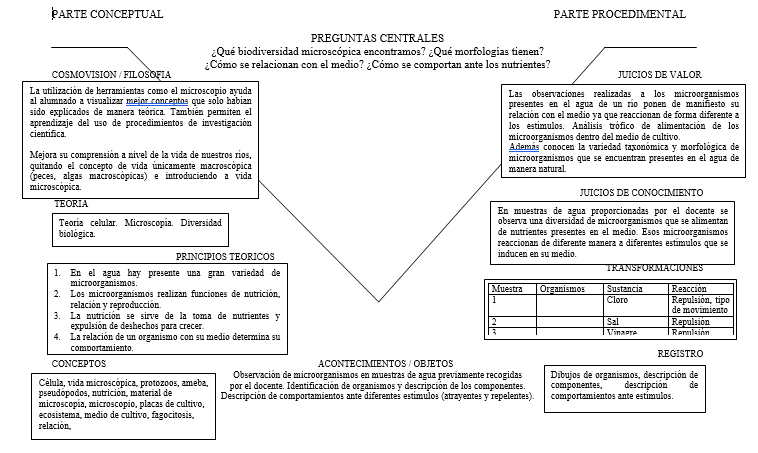 PARTE CONCEPTUAL
PARTE PROCEDIMENTAL
PREGUNTAS CENTRALES
¿Qué biodiversidad microscópica encontramos? ¿Qué morfologías tienen?
¿Cómo se relacionan con el medio? ¿Cómo se comportan ante los nutrientes?
COSMOVISION / FILOSOFIA
La utilización de herramientas como el microscopio ayuda
al alumnado a visualizar mejor conceptos que solo habían
sido explicados de manera teórica. También permiten el
aprendizaje del uso de procedimientos de investigación
científica.
Mejora su comprensión a nivel de la vida de nuestros ríos,
quitando el concepto de vida únicamente macroscópica
(peces, algas macroscópicas) e introduciendo a vida
microscópica.
TEORIA
Teoría celular. Microscopía. Diversidad
biológica.
PRINCIPIOS TEORICOS
1. En el agua hay presente una gran variedad de
microorganismos.
2. Los microorganismos realizan funciones de nutrición,
relación y reproducción.
3. La nutrición se sirve de la toma de nutrientes y
expulsión de deshechos para crecer.
4. La relación de un organismo con su medio determina su
comportamiento.
CONCEPTOS
Célula, vida microscópica, protozoos, ameba,
pseudópodos, nutrición, material de
microscopia, microscopio, placas de cultivo,
ecosistema, medio de cultivo, fagocitosis,
relación,
ACONTECIMIENTOS / OBJETOS
Observación de microorganismos en muestras de agua previamente recogidas
por el docente. Identificación de organismos y descripción de los componentes.
Descripción de comportamientos ante diferentes estímulos (atrayentes y repelentes).
JUICIOS DE VALOR
Las observaciones realizadas a los microorganismos
presentes en el agua de un río ponen de manifiesto su
relación con el medio ya que reaccionan de forma diferente a
los estímulos. Análisis trófico de alimentación de los
microorganismos dentro del medio de cultivo.
Además conocen la variedad taxonómica y morfológica de
microorganismos que se encuentran presentes en el agua de
manera natural.
JUICIOS DE CONOCIMIENTO
En muestras de agua proporcionadas por el docente se
observa una diversidad de microorganismos que se alimentan
de nutrientes presentes en el medio. Esos microorganismos
reaccionan de diferente manera a diferentes estímulos que se
inducen en su medio.
TRANSFORMACIONES
Muestra Organismos Sustancia Reacción
1 Cloro Repulsión, tipo
de movimiento
2 Sal Repulsión
3 Vinagre Repulsión
REGISTRO
Dibujos de organismos, descripción de
componentes, descripción de
comportamientos ante estímulos.